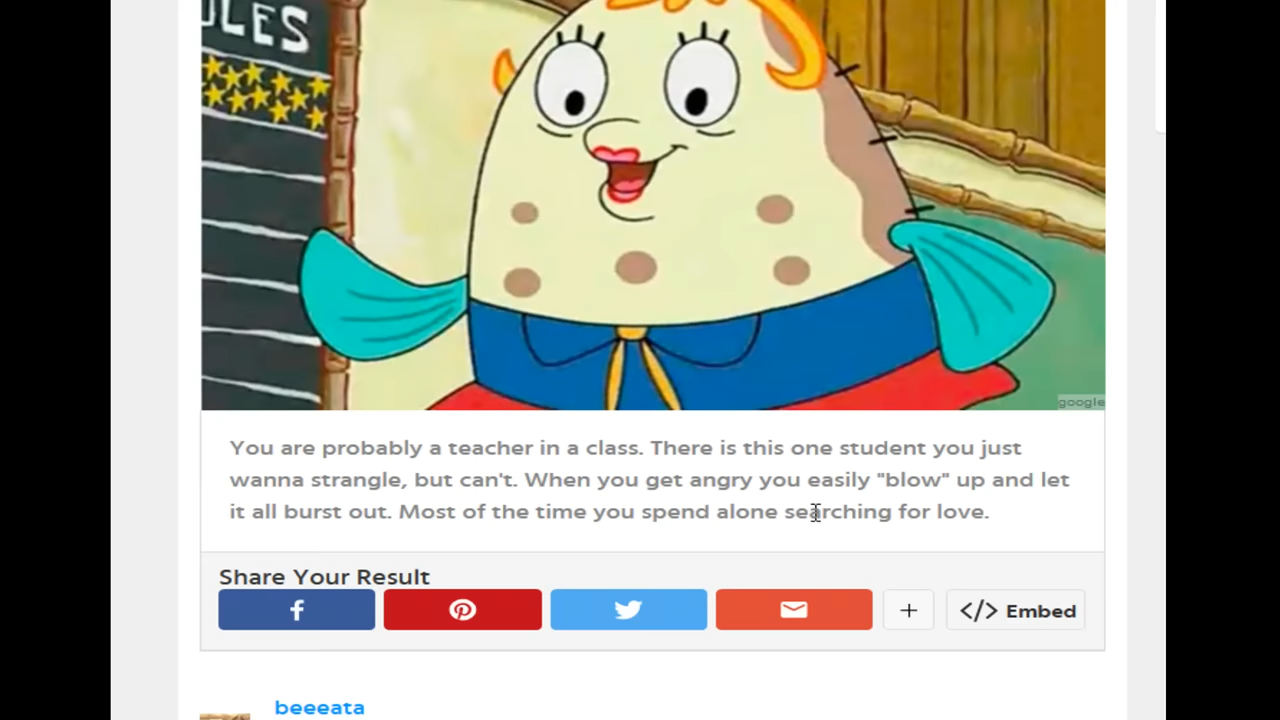 ULES
google
You are probably a teacher in a class. There is this one student you just
wanna strangle, but can't. When you get angry you easily "blow" up and let
it all burst out. Most of the time you spend alone searching for love.
Share Your Result
</> Embed
beeeata